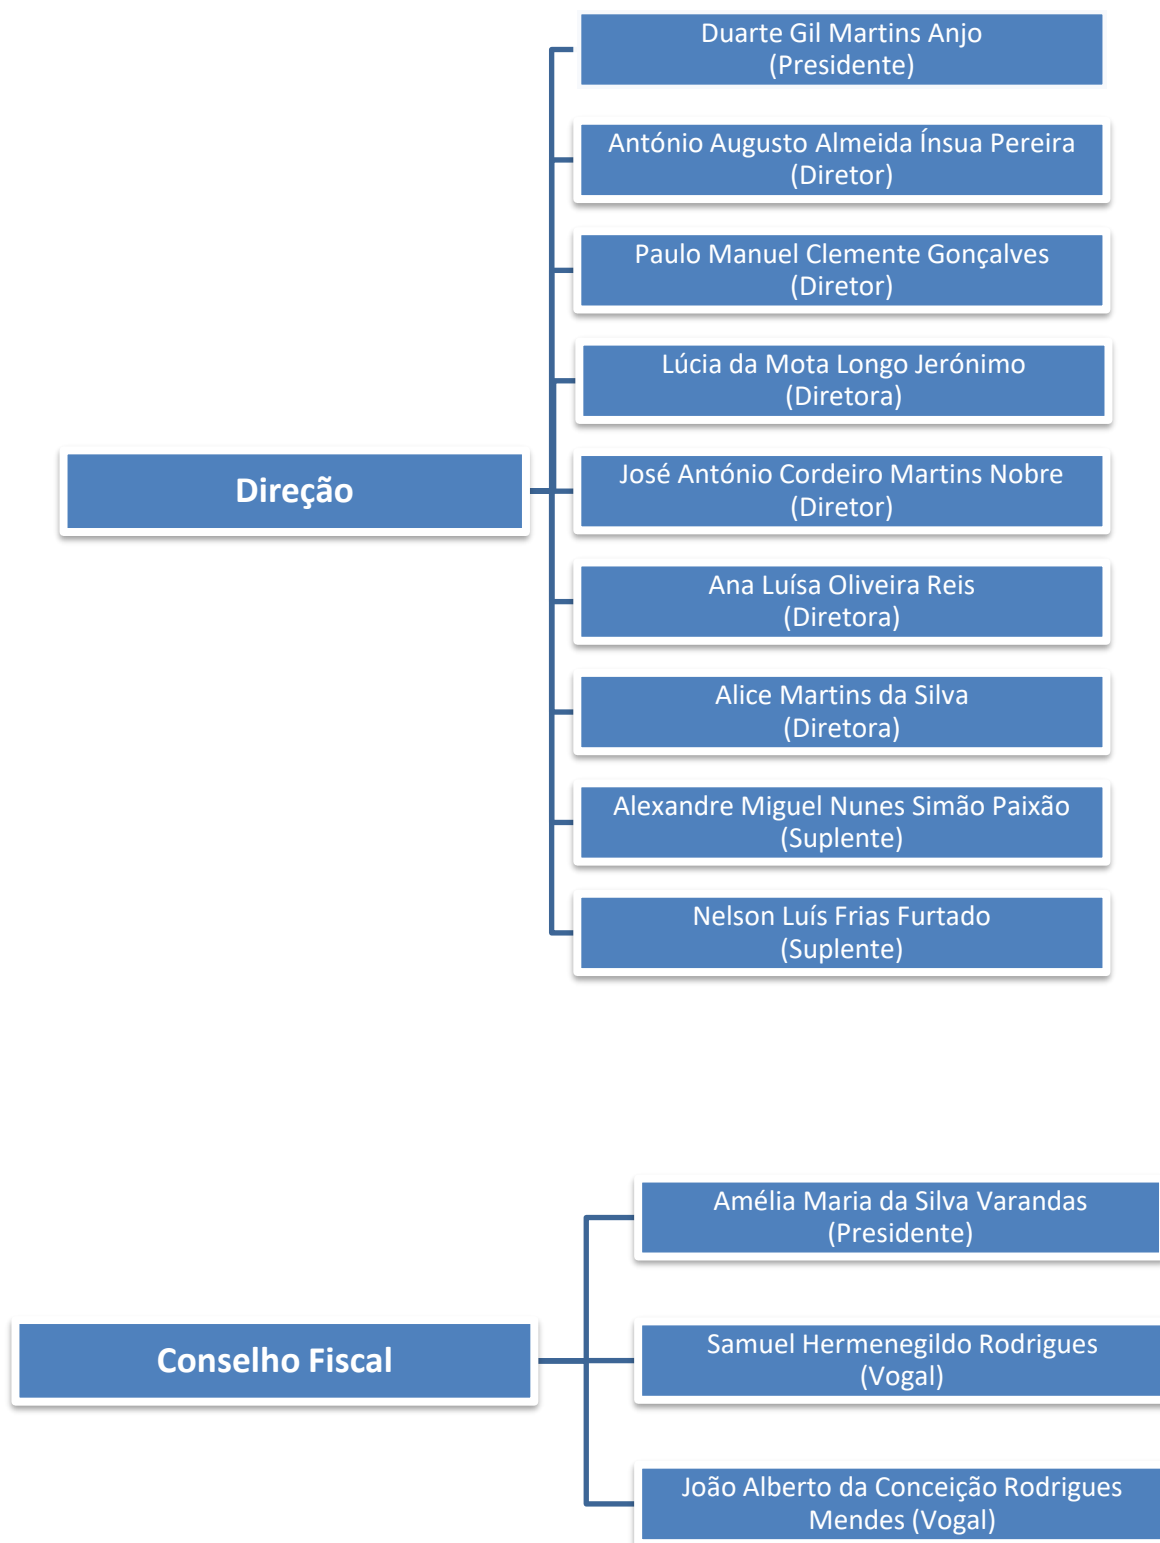 Duarte Gil Martins Anjo
(Presidente)
António Augusto Almeida Ínsua Pereira
(Diretor)
Paulo Manuel Clemente Gonçalves
(Diretor)
Lúcia da Mota Longo Jerónimo
(Diretora)
Direção
José António Cordeiro Martins Nobre
(Diretor)
Ana Luísa Oliveira Reis
(Diretora)
Alice Martins da Silva
(Diretora)
Alexandre Miguel Nunes Simão Paixão
(Suplente)
Nelson Luís Frias Furtado
(Suplente)
Amélia Maria da Silva Varandas
(Presidente)
Conselho Fiscal
Samuel Hermenegildo Rodrigues
(Vogal)
João Alberto da Conceição Rodrigues
Mendes (Vogal)